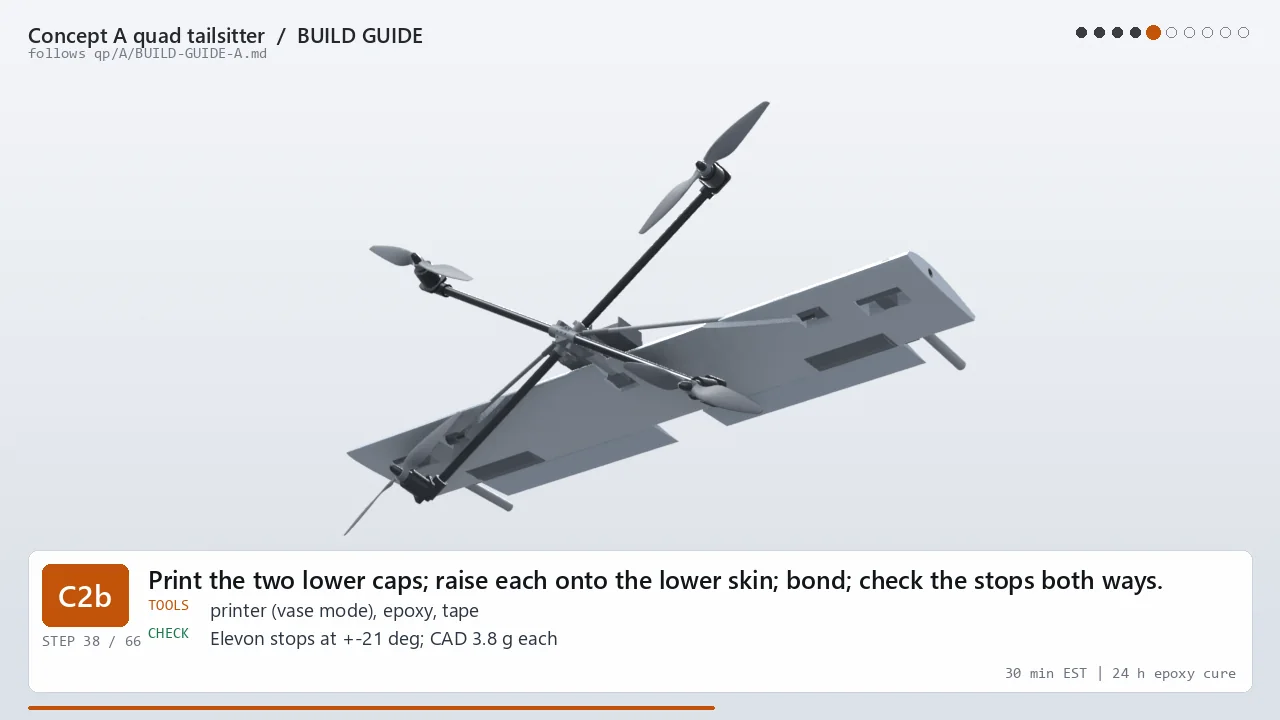 Concept A quad tailsitter / BUILD GUIDE
follows qp/A/BUILD-GUIDE-A.md
C2b
Print the two lower caps; raise each onto the lower skin; bond; check the stops both ways.
TOOLS printer (vase mode), epoxy, tape
STEP 38 / 66
CHECK Elevon stops at +-21 deg; CAD 3.8 g each
30 min EST | 24 h epoxy cure